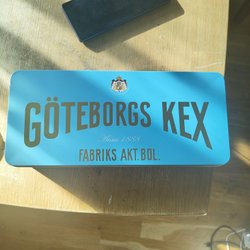 GÖTEBORGS KEX
Anno 1888
FABRIKS AKT. BOL.